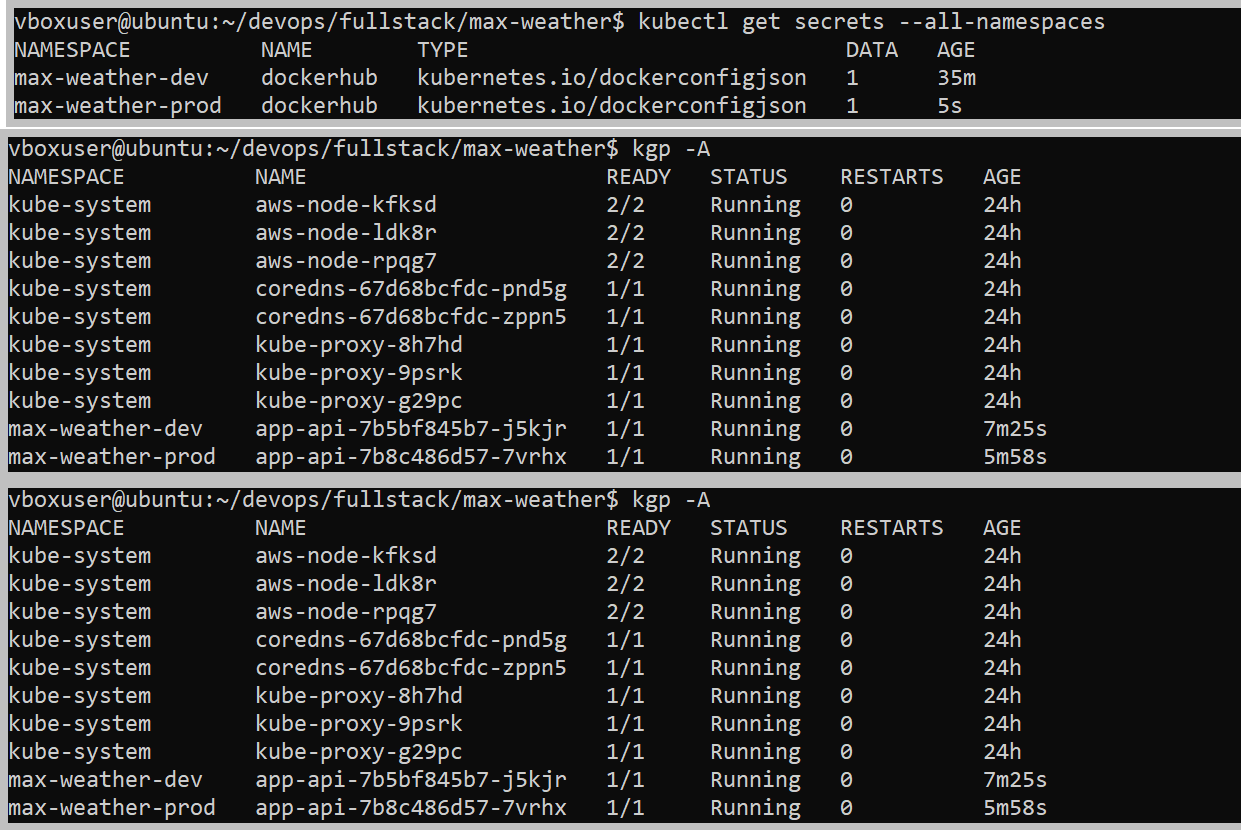 vboxuser@ubuntu:~/devops/fullstack/max-weather$ kubectl get secrets --all-namespaces
NAMESPACE NAME TYPE DATA AGE
max-weather-dev dockerhub kubernetes.io/dockerconfigjson 1 35m
max-weather-prod dockerhub kubernetes.io/dockerconfigjson 1 5s
vboxuser@ubuntu:~/devops/fullstack/max-weather$ kgp -A
NAMESPACE NAME READY STATUS RESTARTS AGE
kube-system aws-node-kfksd 2/2 Running 0 24h
kube-system aws-node-ldk8r 2/2 Running 0 24h
kube-system aws-node-rpqg7 2/2 Running 0 24h
kube-system coredns-67d68bcfdc-pnd5g 1/1 Running 0 24h
kube-system coredns-67d68bcfdc-zppn5 1/1 Running 0 24h
kube-system kube-proxy-8h7hd 1/1 Running 0 24h
kube-system kube-proxy-9psrk 1/1 Running 0 24h
kube-system kube-proxy-g29pc 1/1 Running 0 24h
max-weather-dev app-api-7b5bf845b7-j5kjr 1/1 Running 0 7m25s
max-weather-prod app-api-7b8c486d57-7vrhx 1/1 Running 0 5m58s
vboxuser@ubuntu:~/devops/fullstack/max-weather$ kgp -A
NAMESPACE NAME READY STATUS RESTARTS AGE
kube-system aws-node-kfksd 2/2 Running 0 24h
kube-system aws-node-ldk8r 2/2 Running 0 24h
kube-system aws-node-rpqg7 2/2 Running 0 24h
kube-system coredns-67d68bcfdc-pnd5g 1/1 Running 0 24h
kube-system coredns-67d68bcfdc-zppn5 1/1 Running 0 24h
kube-system kube-proxy-8h7hd 1/1 Running 0 24h
kube-system kube-proxy-9psrk 1/1 Running 0 24h
kube-system kube-proxy-g29pc 1/1 Running 0 24h
max-weather-dev app-api-7b5bf845b7-j5kjr 1/1 Running 0 7m25s
max-weather-prod app-api-7b8c486d57-7vrhx 1/1 Running 0 5m58s